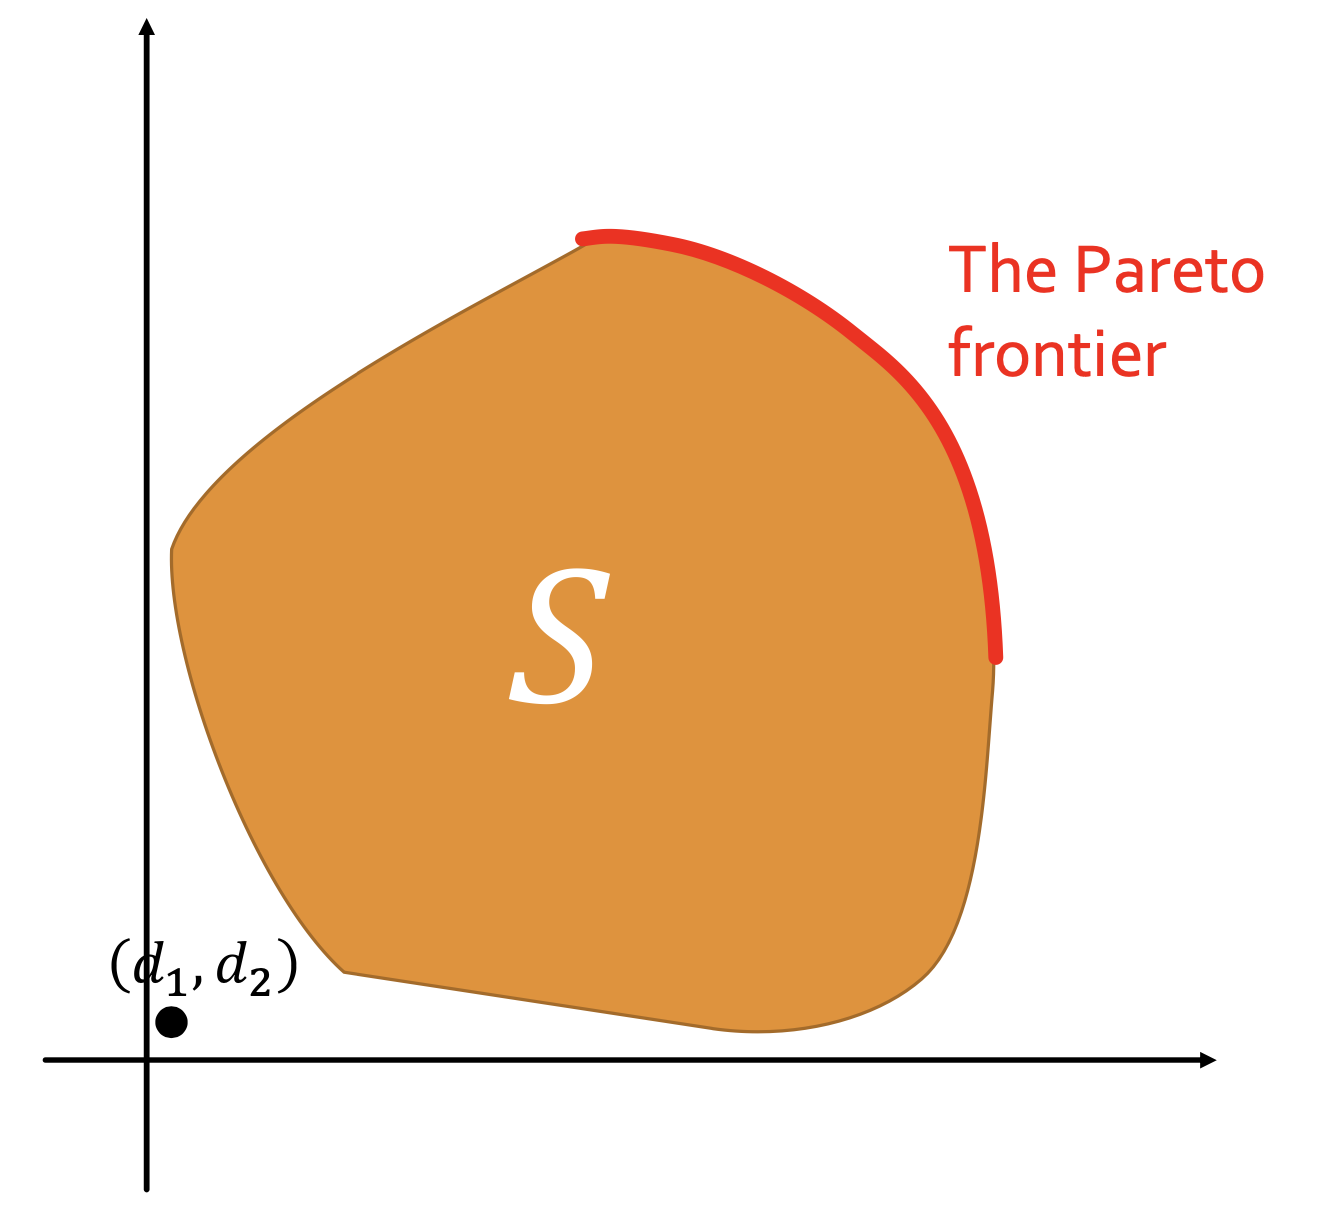 The Pareto
frontier
S
(d₁, d₂)